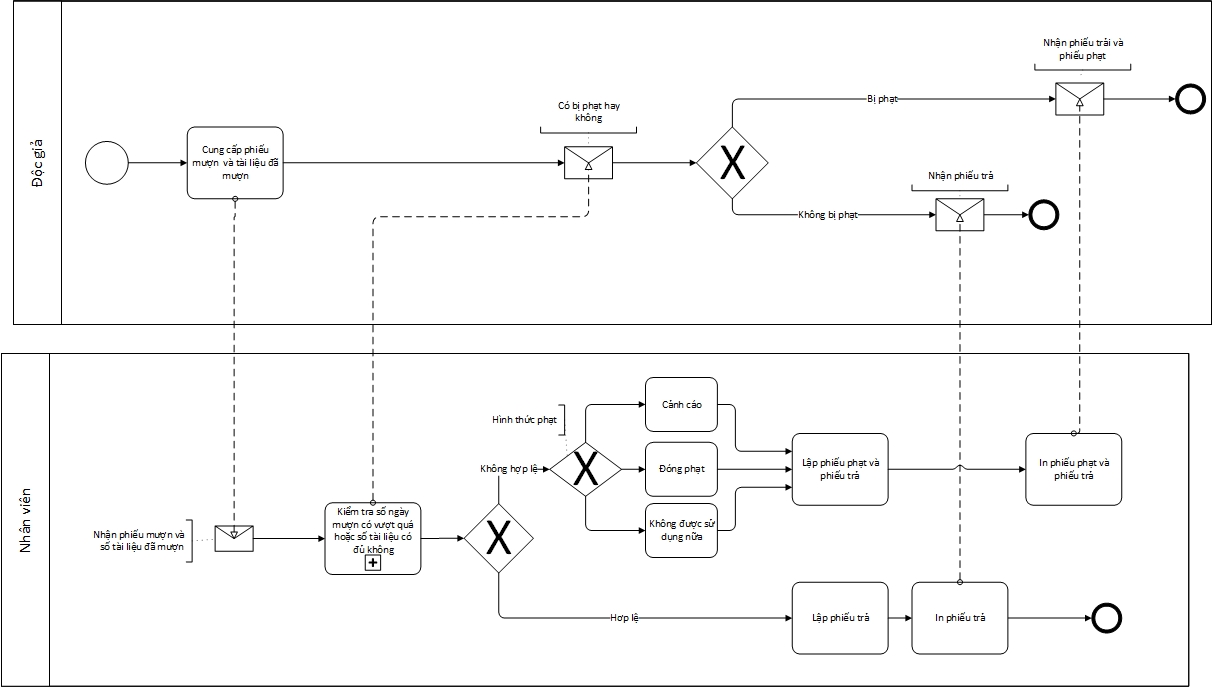 Độc giả
Cung cấp phiếu
mượn và tài liệu đã
mượn
Có bị phạt hay
không
Bị phạt
Nhận phiếu trải và
phiếu phạt
Không bị phạt
Nhận phiếu trả
Nhân viên
Nhận phiếu mượn và
số tài liệu đã mượn
Kiểm tra số ngày
mượn có vượt quá
hoặc số tài liệu có
đủ không
Không hợp lệ
Hình thức phạt
Cảnh cáo
Đóng phạt
Không được sử
dụng nữa
Lập phiếu phạt và
phiếu trả
In phiếu phạt và
phiếu trả
Hơp lệ
Lập phiếu trả
In phiếu trả